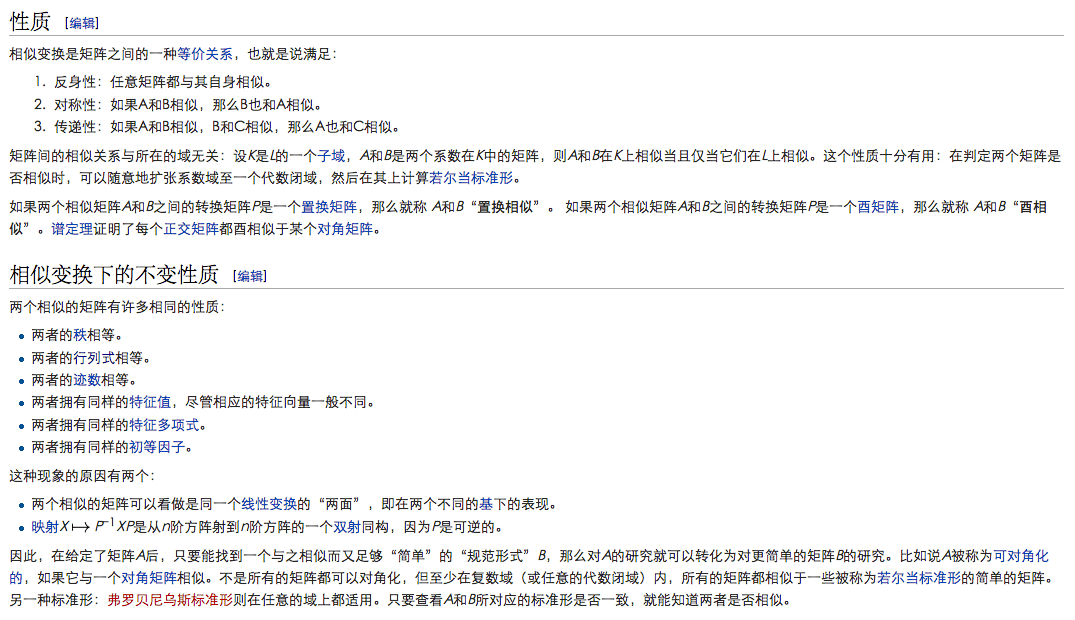 性质 [编辑]
相似变换是矩阵之间的一种等价关系，也就是说满足：
1. 反身性：任意矩阵都与其自身相似。
2. 对称性：如果A和B相似，那么B也和A相似。
3. 传递性：如果A和B相似，B和C相似，那么A也和C相似。
矩阵间的相似关系与所在的域无关：设K是L的一个子域，A和B是两个系数在K中的矩阵，则A和B在K上相似当且仅当它们在L上相似。这个性质十分有用：在判定两个矩阵是
否相似时，可以随意地扩张系数域至一个代数闭域，然后在其上计算若尔当标准形。
如果两个相似矩阵A和B之间的转换矩阵P是一个置换矩阵，那么就称 A和B“置换相似”。 如果两个相似矩阵A和B之间的转换矩阵P是一个酉矩阵，那么就称 A和B“酉相
似”。谱定理证明了每个正交矩阵都酉相似于某个对角矩阵。
相似变换下的不变性质 [编辑]
两个相似的矩阵有许多相同的性质：
• 两者的秩相等。
• 两者的行列式相等。
• 两者的迹数相等。
• 两者拥有同样的特征值，尽管相应的特征向量一般不同。
• 两者拥有同样的特征多项式。
• 两者拥有同样的初等因子。
这种现象的原因有两个：
• 两个相似的矩阵可以看做是同一个线性变换的“两面”，即在两个不同的基下的表现。
• 映射X ↦ P⁻¹XP是从n阶方阵射到n阶方阵的一个双射同构，因为P是可逆的。
因此，在给定了矩阵A后，只要能找到一个与之相似而又足够“简单”的“规范形式”B，那么对A的研究就可以转化为对更简单的矩阵B的研究。比如说A被称为可对角化
的，如果它与一个对角矩阵相似。不是所有的矩阵都可以对角化，但至少在复数域（或任意的代数闭域）内，所有的矩阵都相似于一些被称为若尔当标准形的简单的矩阵。
另一种标准形：弗罗贝尼乌斯标准形则在任意的域上都适用。只要查看A和B所对应的标准形是否一致，就能知道两者是否相似。